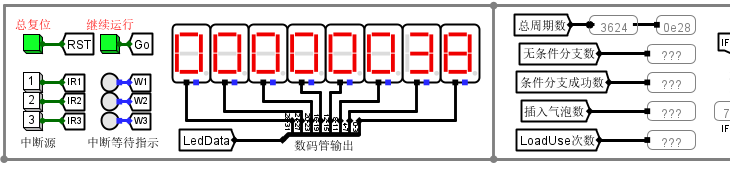 总复位 继续运行
RST Go
1 IR1 W1
2 IR2 W2
3 IR3 W3
中断源 中断等待指示
00000038
LedData
数码管输出
总周期数 3624 0e28
无条件分支数 ???
条件分支成功数 ???
插入气泡数 ???
LoadUse次数 ???
IF
7
IF